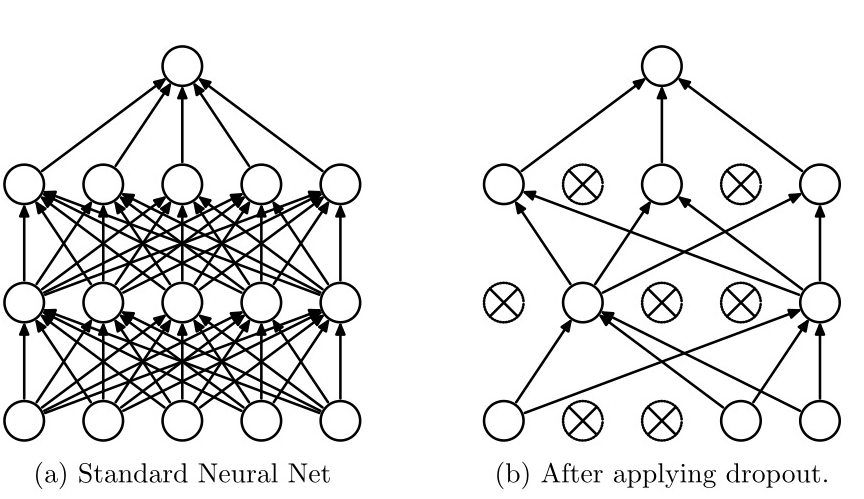 (a) Standard Neural Net
(b) After applying dropout.